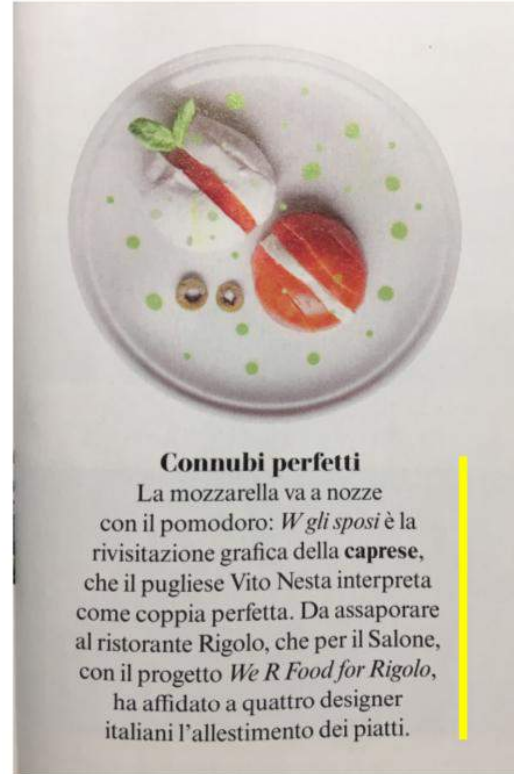 Connubi perfetti
La mozzarella va a nozze
con il pomodoro: W gli sposi è la
rivisitazione grafica della caprese,
che il pugliese Vito Nesta interpreta
come coppia perfetta. Da assaporare
al ristorante Rigolo, che per il Salone,
con il progetto We R Food for Rigolo,
ha affidato a quattro designer
italiani l'allestimento dei piatti.